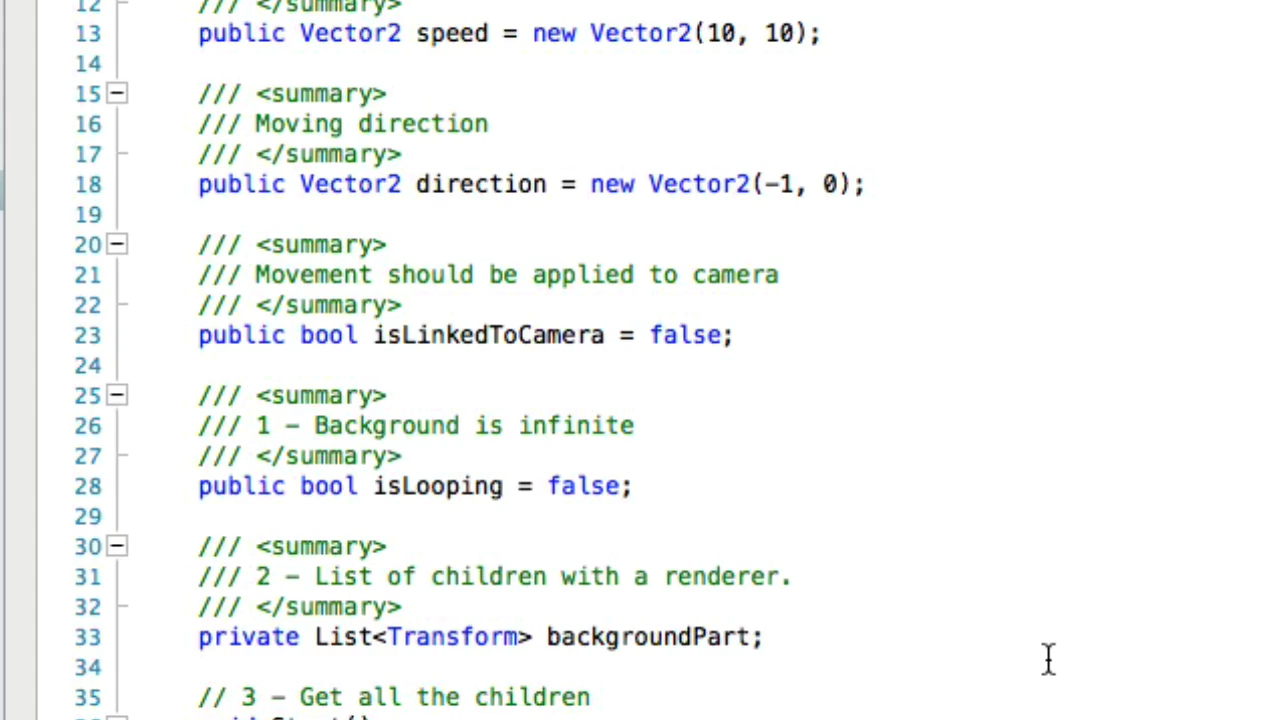 12 /// </summary>
13 public Vector2 speed = new Vector2(10, 10);
14
15 /// <summary>
16 /// Moving direction
17 /// </summary>
18 public Vector2 direction = new Vector2(-1, 0);
19
20 /// <summary>
21 /// Movement should be applied to camera
22 /// </summary>
23 public bool isLinkedToCamera = false;
24
25 /// <summary>
26 /// 1 - Background is infinite
27 /// </summary>
28 public bool isLooping = false;
29
30 /// <summary>
31 /// 2 - List of children with a renderer.
32 /// </summary>
33 private List<Transform> backgroundPart;
34
35 // 3 - Get all the children
void Start()